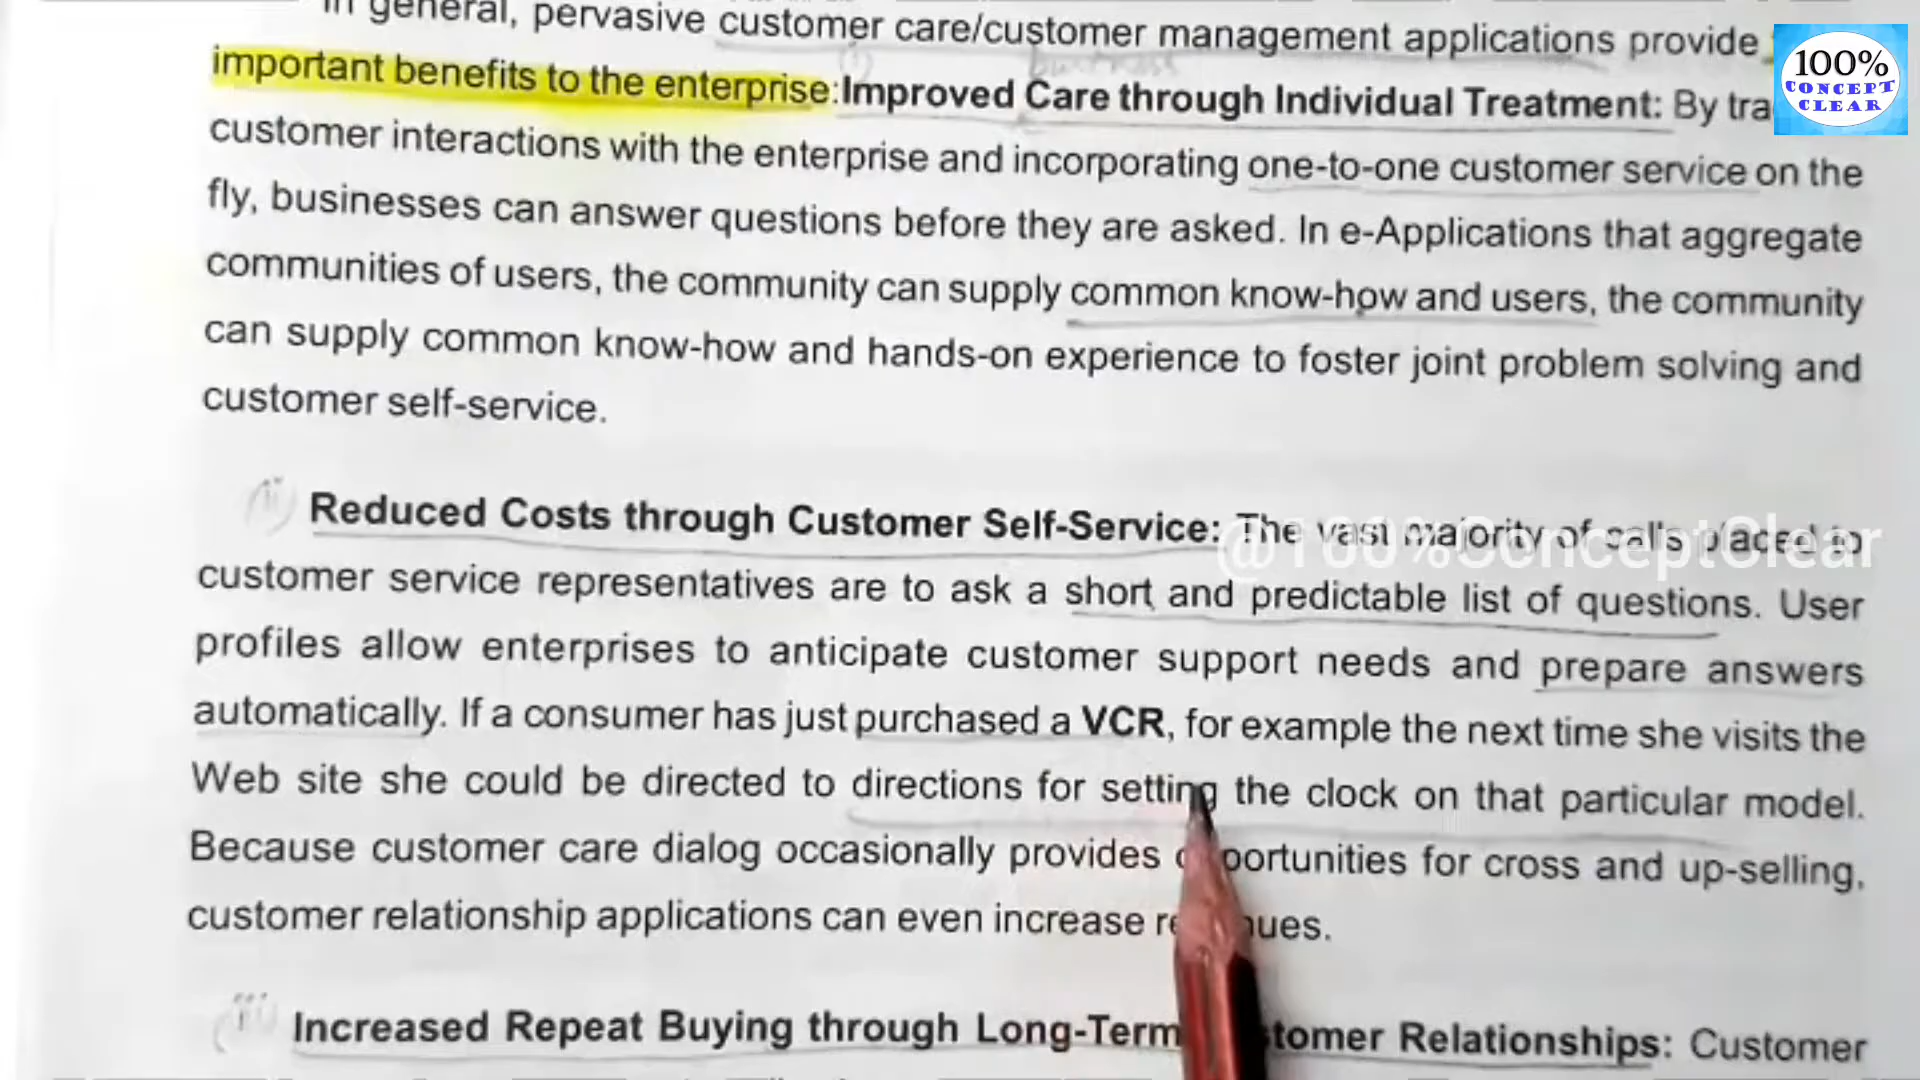 In general, pervasive customer care/customer management applications provide
important benefits to the enterprise: Improved Care through Individual Treatment: By
customer interactions with the enterprise and incorporating one-to-one customer service on the
fly, businesses can answer questions before they are asked. In e-Applications that aggregate
communities of users, the community can supply common know-how and users, the community
can supply common know-how and hands-on experience to foster joint problem solving and
customer self-service.
(ii) Reduced Costs through Customer Self-Service: The vast majority of calls placed to
customer service representatives are to ask a short and predictable list of questions. User
profiles allow enterprises to anticipate customer support needs and prepare answers
automatically. If a consumer has just purchased a VCR, for example the next time she visits the
Web site she could be directed to directions for setting the clock on that particular model.
Because customer care dialog occasionally provides opportunities for cross and up-selling,
customer relationship applications can even increase revenues.
(iii) Increased Repeat Buying through Long-Term Customer Relationships: Customer
100%
CONCEPT
CLEAR
@100%ConceptClear